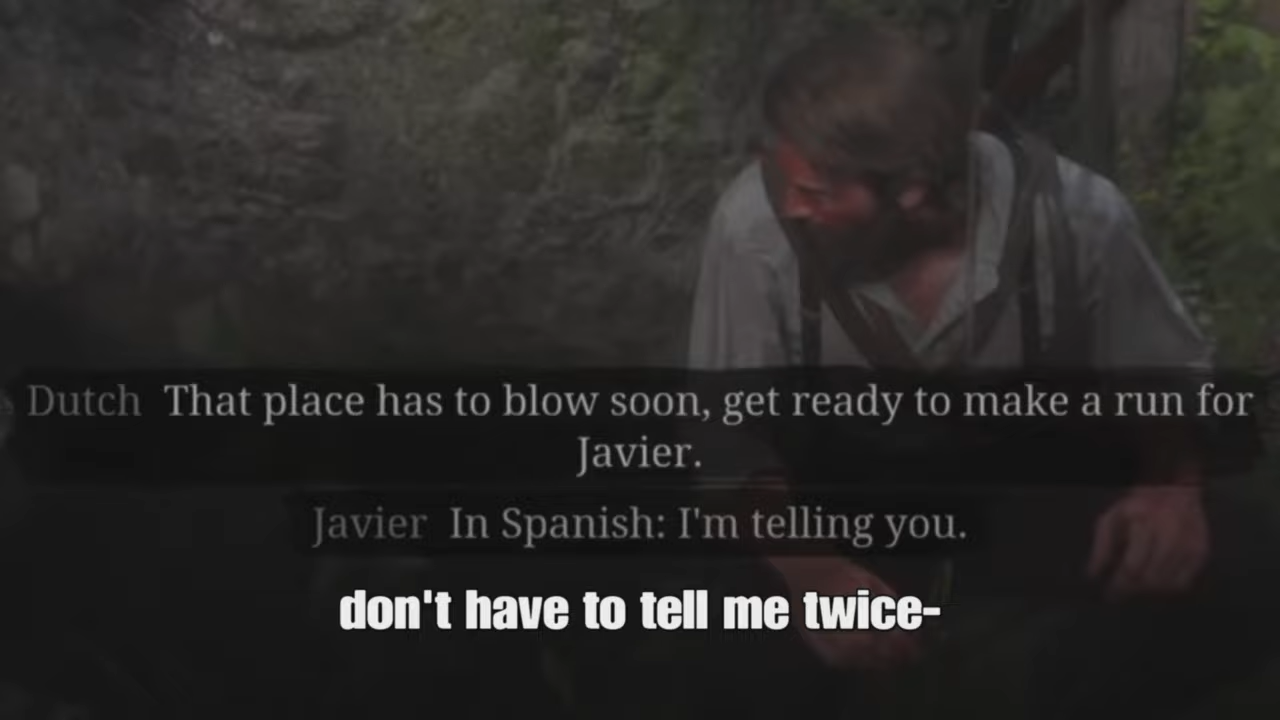 Dutch That place has to blow soon, get ready to make a run for
Javier.
Javier In Spanish: I'm telling you.
don't have to tell me twice-